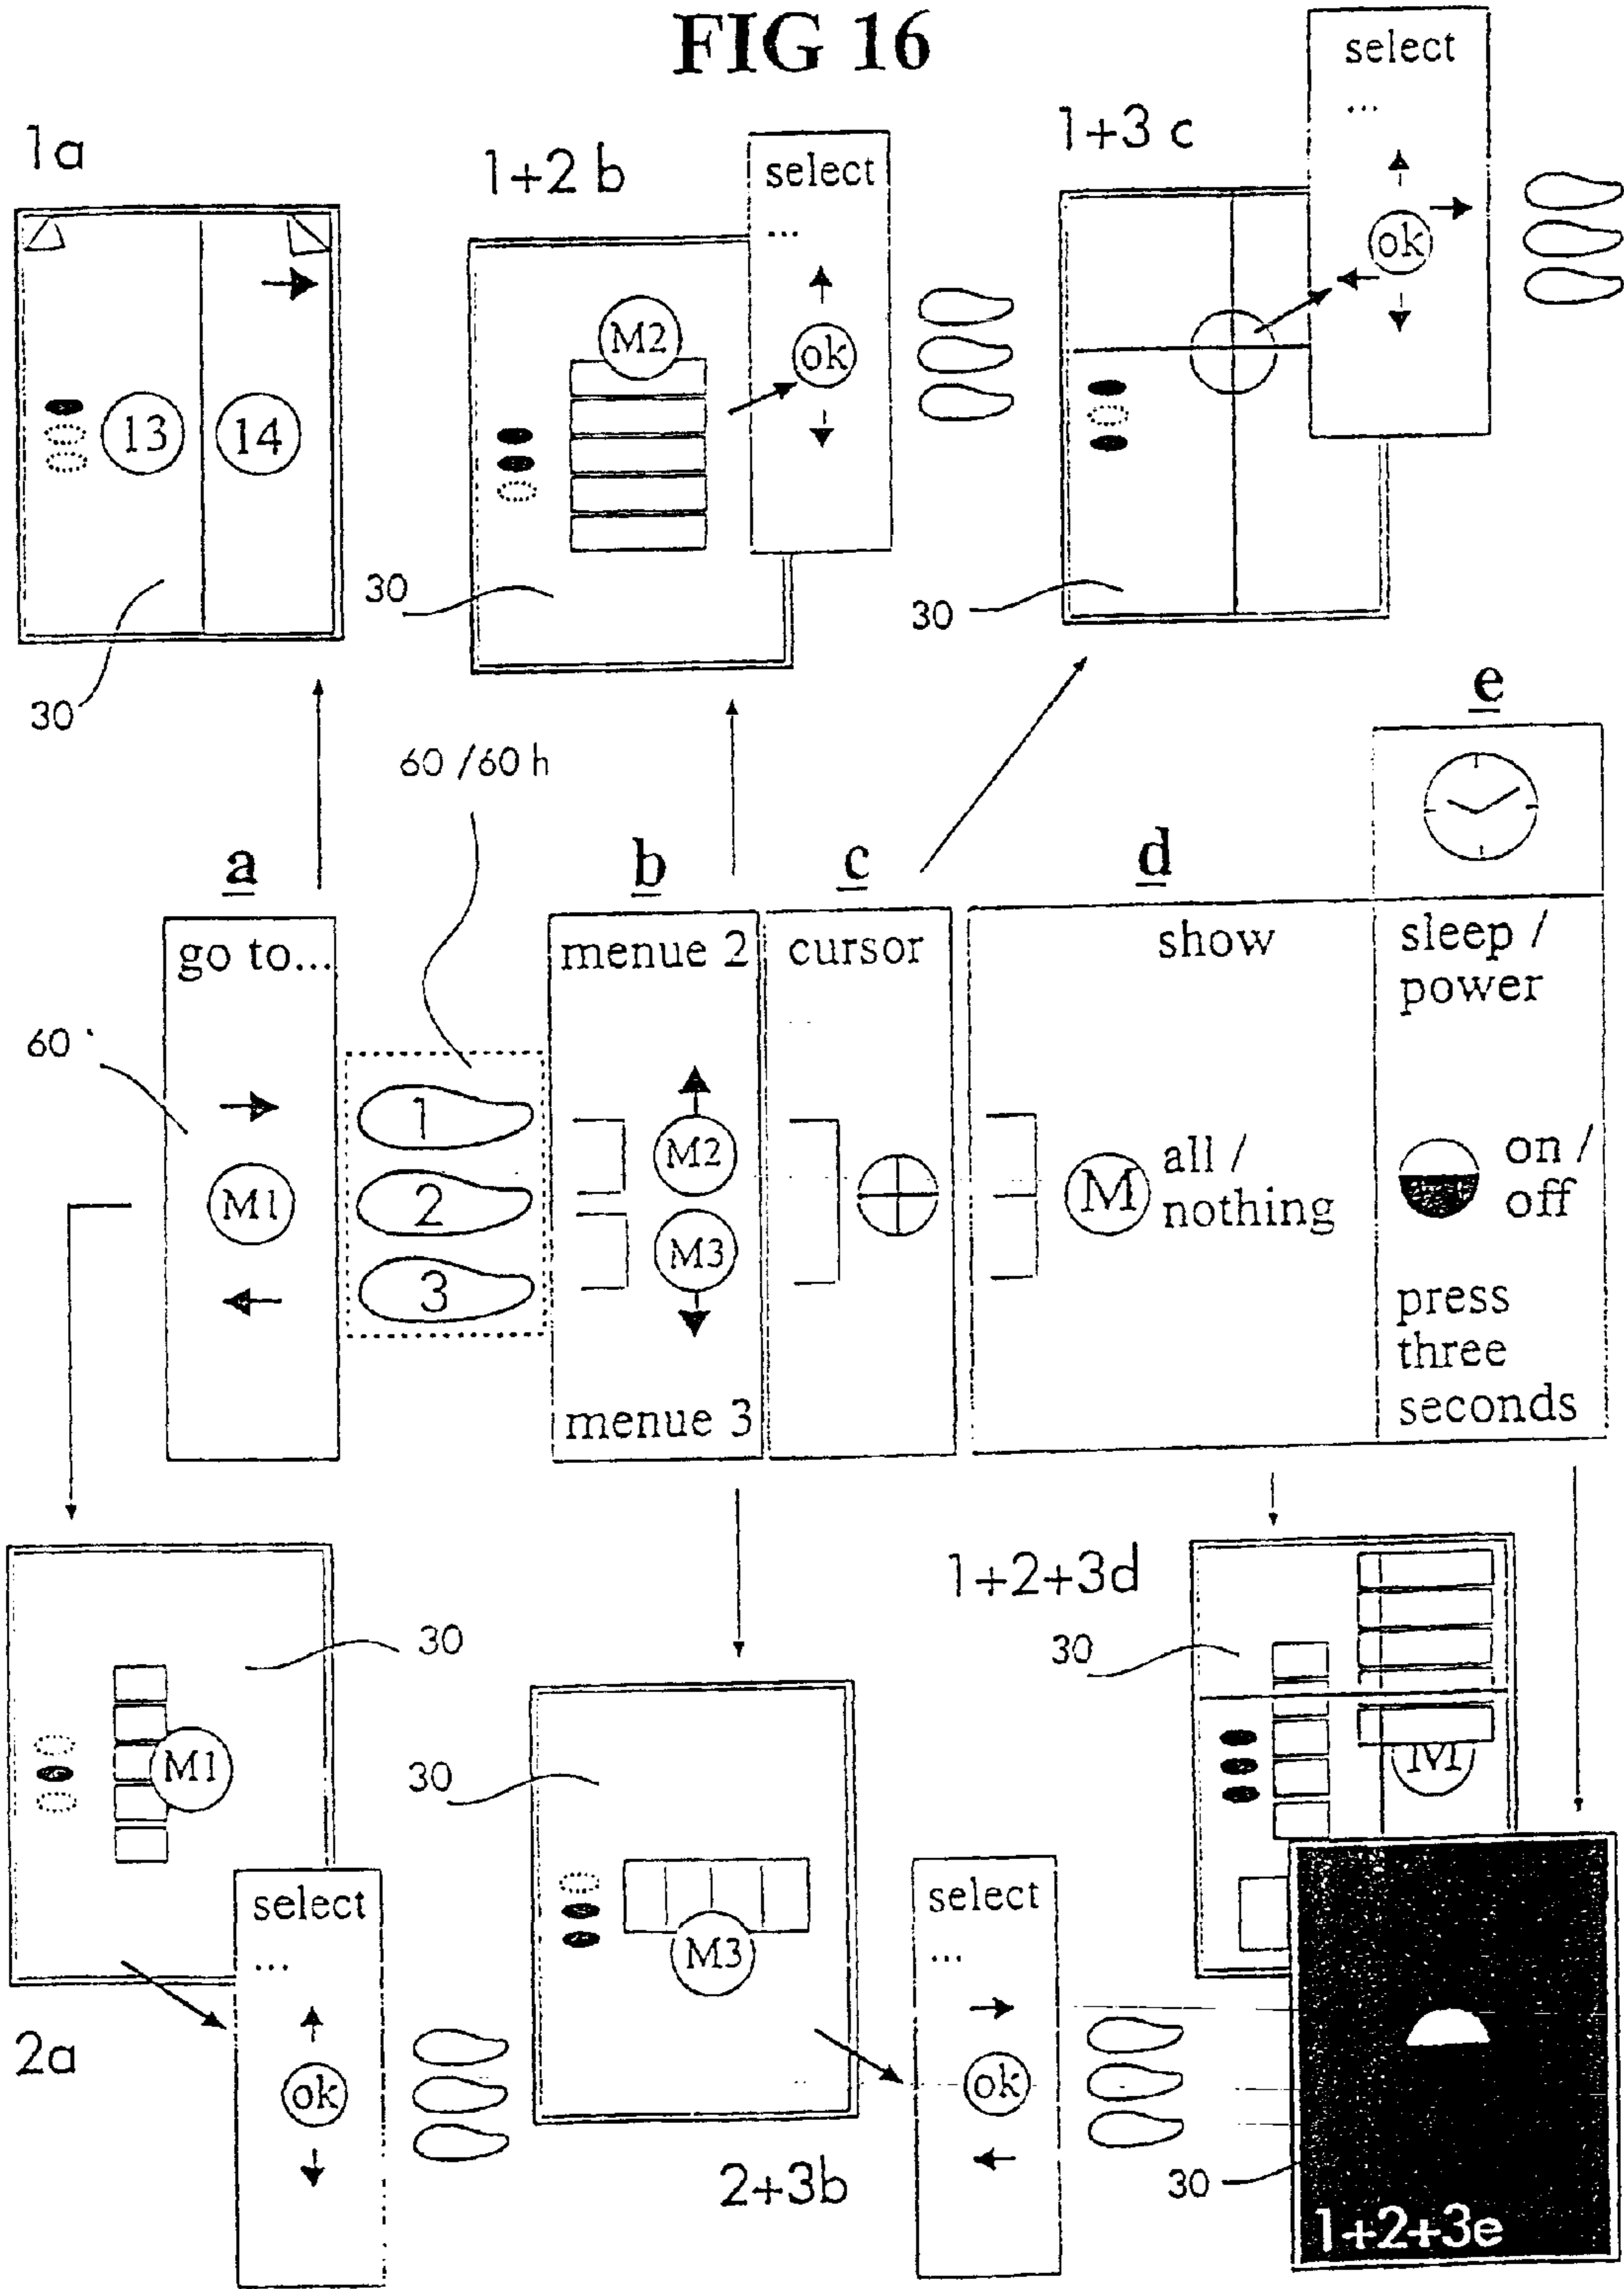 FIG 16
1a
13
14
30
1+2 b
M2
select
...
ok
30
1+3 c
select
...
ok
30
60 /60 h
a
go to...
M1
60
1
2
3
b
menue 2
M2
M3
menue 3
c
cursor
d
show
M
all /
nothing
e
sleep /
power
on /
off
press
three
seconds
M1
30
2a
select
...
ok
30
M3
2+3b
select
...
ok
1+2+3d
30
M
30
1+2+3e